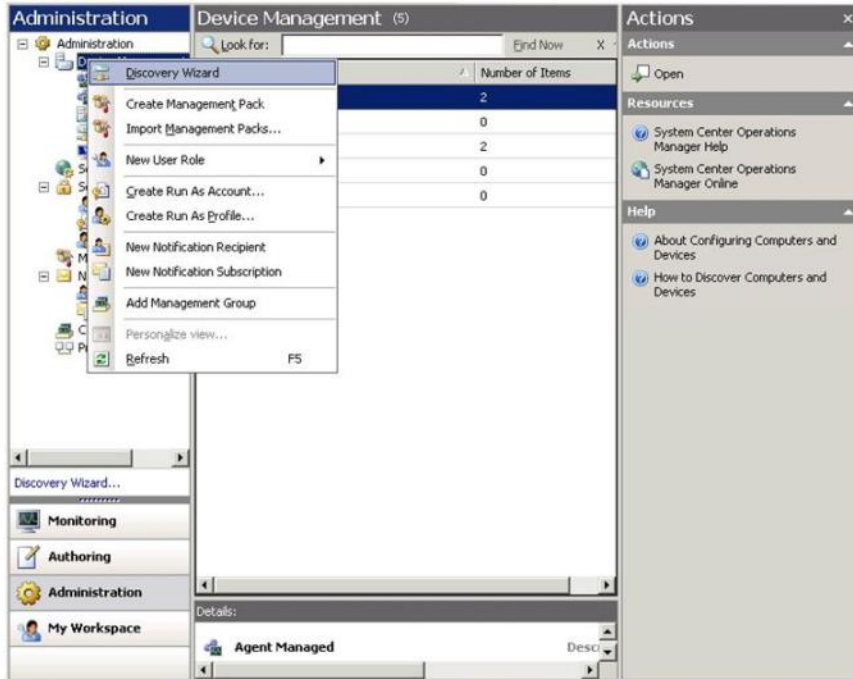 Administration
Administration
D
S
S
M
N
C
P
Discovery Wizard
Create Management Pack
Import Management Packs...
New User Role
Create Run As Account...
Create Run As Profile...
New Notification Recipient
New Notification Subscription
Add Management Group
Personalize view...
Refresh F5
Discovery Wizard...
Monitoring
Authoring
Administration
My Workspace
Device Management (5)
Look for: Find Now X
Number of Items
2
0
2
0
0
Details:
Agent Managed Desc
Actions x
Actions
Open
Resources
System Center Operations
Manager Help
System Center Operations
Manager Online
Help
About Configuring Computers and
Devices
How to Discover Computers and
Devices